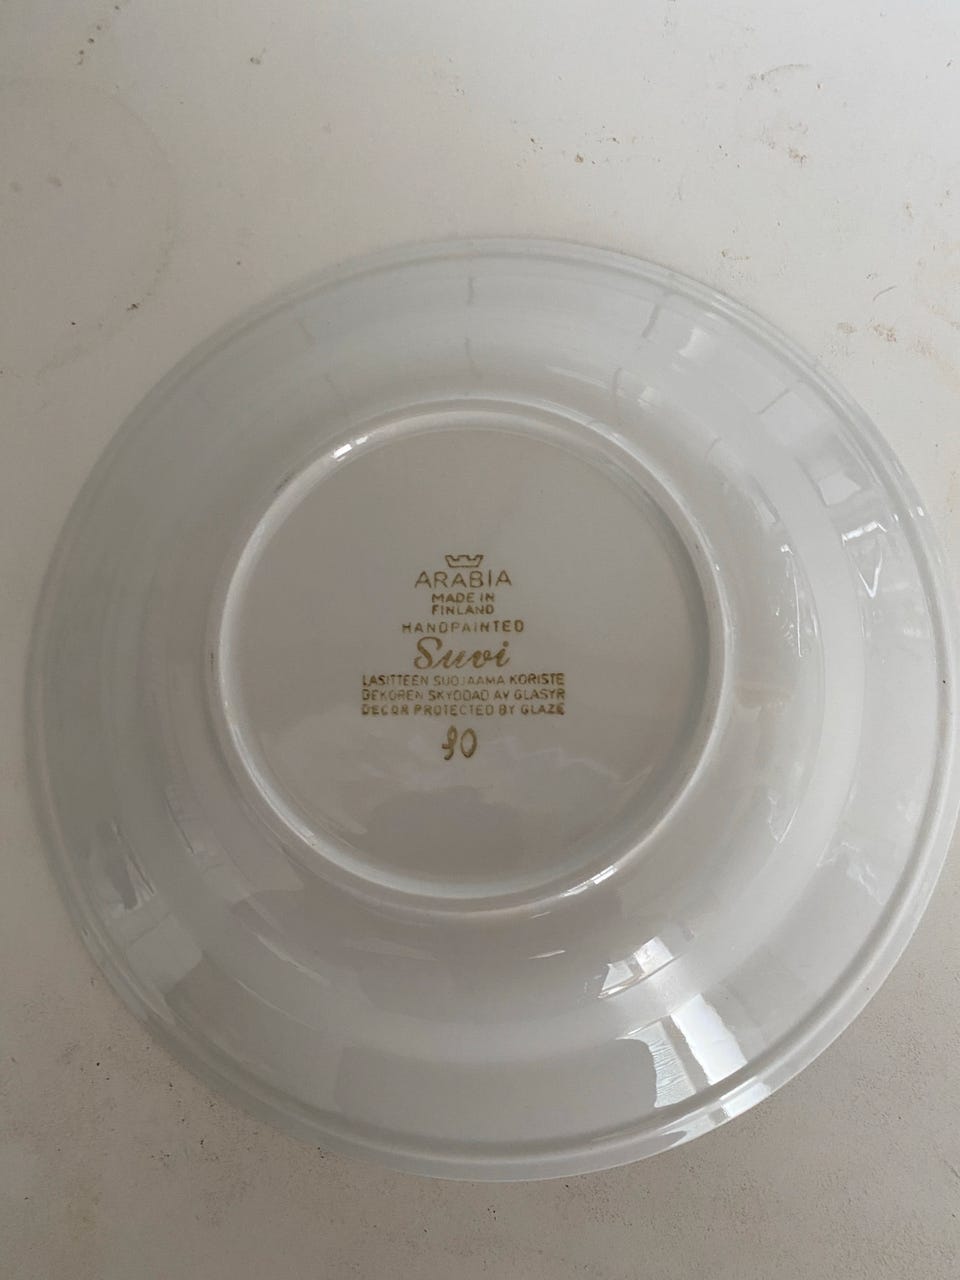 ARABIA
MADE IN
FINLAND
HANDPAINTED
Suvi
LASITTEEN SUOJAAMA KORISTE
DEKOREN SKYDDAD AV GLASYR
DECOR PROTECTED BY GLAZE